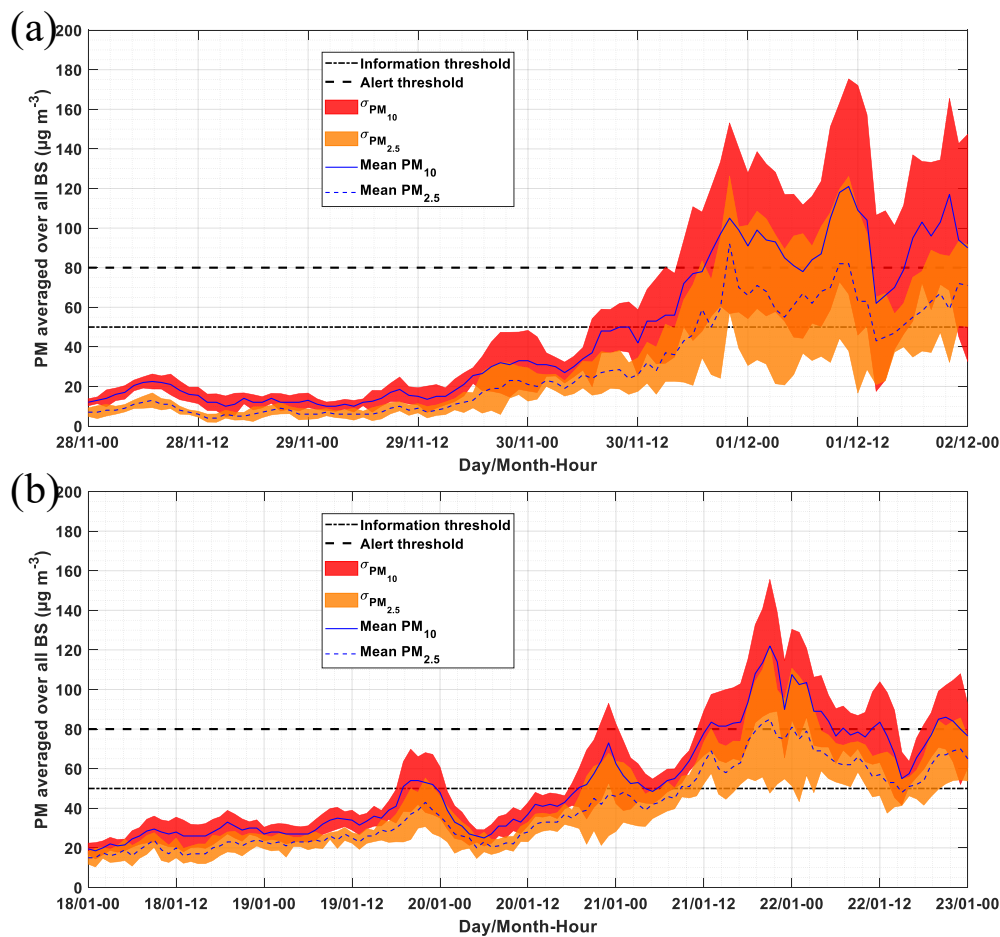 (a)
200
180
160
140
120
100
80
60
40
20
0
PM averaged over all BS (µg m-3)
Information threshold
Alert threshold
σPM10
σPM2.5
Mean PM10
Mean PM2.5
28/11-00 28/11-12 29/11-00 29/11-12 30/11-00 30/11-12 01/12-00 01/12-12 02/12-00
Day/Month-Hour
(b)
200
180
160
140
120
100
80
60
40
20
0
PM averaged over all BS (µg m-3)
Information threshold
Alert threshold
σPM10
σPM2.5
Mean PM10
Mean PM2.5
18/01-00 18/01-12 19/01-00 19/01-12 20/01-00 20/01-12 21/01-00 21/01-12 22/01-00 22/01-12 23/01-00
Day/Month-Hour